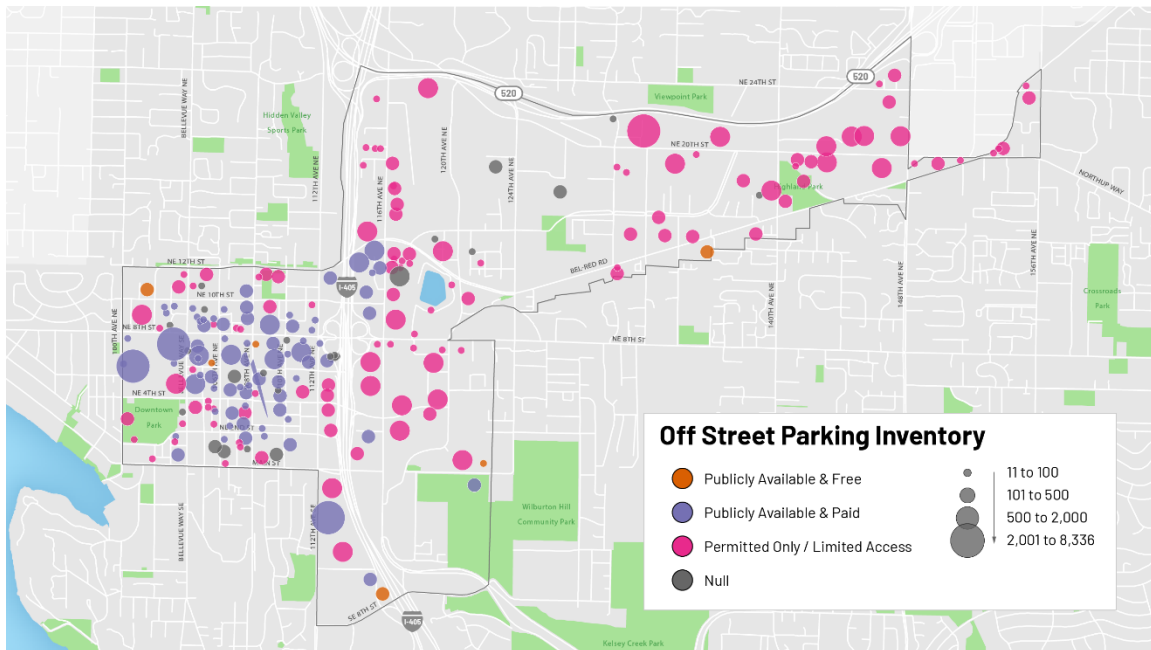 520
NE 24TH ST
520
Viewpoint Park
BELLEVUE WAY NE
Hidden Valley
Sports Park
NE 20TH ST
120TH AVE NE
124TH AVE NE
112TH AVE NE
116TH AVE NE
Highland Park
NORTHUP WAY
156TH AVE NE
NE 12TH ST
BEL-RED RD
I-405
NE 10TH ST
148TH AVE NE
140TH AVE NE
Crossroads
Park
100TH AVE NE
NE 8TH ST
NE 8TH ST
112TH AVE NE
NE 4TH ST
Downtown
Park
NE 2ND ST
MAIN ST
BELLEVUE WAY SE
112TH AVE SE
Wilburton Hill
Community Park
SE 8TH ST
I-405
Kelsey Creek Park
Off Street Parking Inventory
Publicly Available & Free
Publicly Available & Paid
Permitted Only / Limited Access
Null
11 to 100
101 to 500
500 to 2,000
2,001 to 8,336